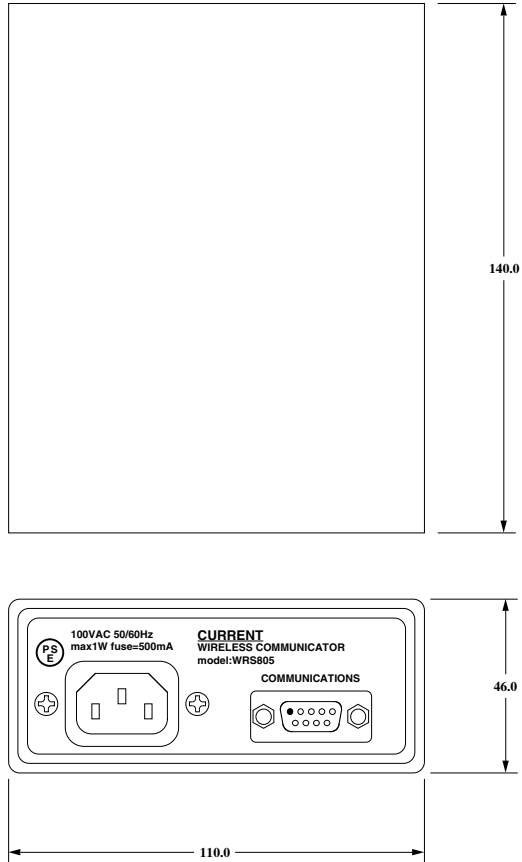 140.0
PS
E
100VAC 50/60Hz
max1W fuse=500mA
CURRENT
WIRELESS COMMUNICATOR
model:WRS805
COMMUNICATIONS
46.0
110.0